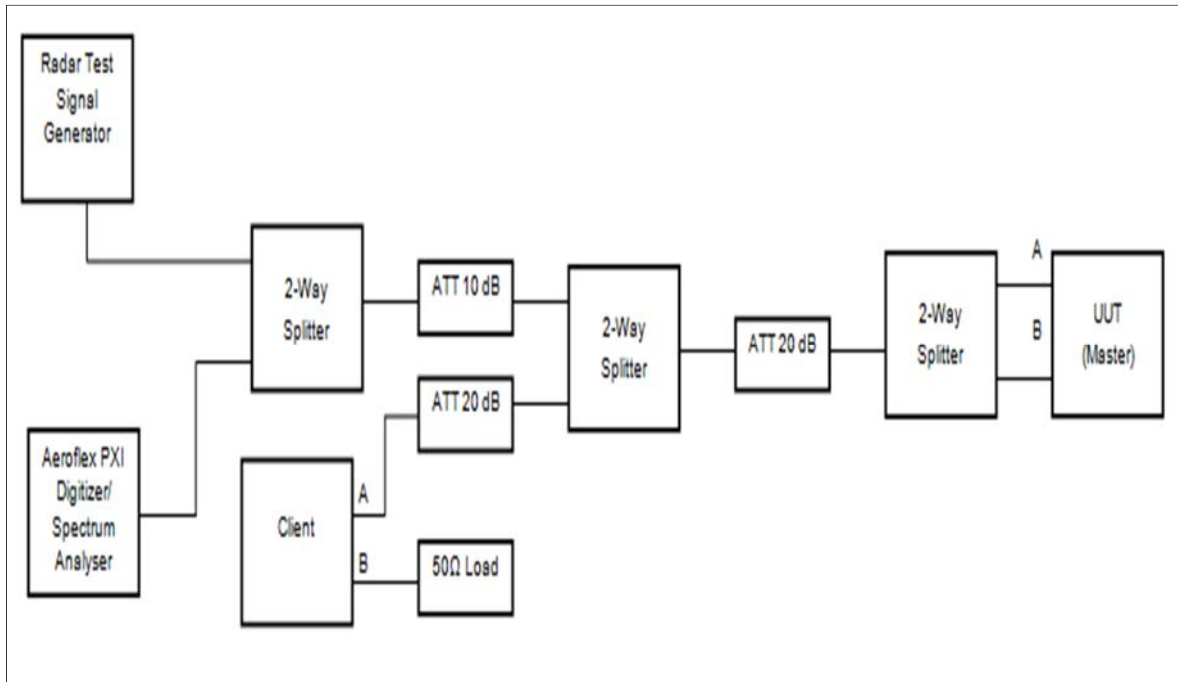 Radar Test
Signal
Generator
2-Way
Splitter
ATT 10 dB
2-Way
Splitter
ATT 20 dB
2-Way
Splitter
A
B
UUT
(Master)
ATT 20 dB
Aeroflex PXI
Digitizer/
Spectrum
Analyser
Client
A
B
50Ω Load